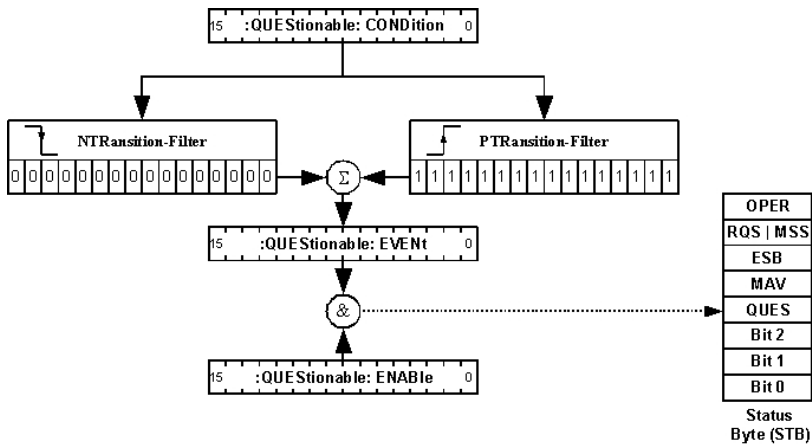 15 :QUEStionable: CONDition 0
NTRansition-Filter
PTRansition-Filter
0 0 0 0 0 0 0 0 0 0 0 0 0 0 0 0
Σ
1 1 1 1 1 1 1 1 1 1 1 1 1 1 1 1
15 :QUEStionable: EVENt 0
&
15 :QUEStionable: ENABle 0
OPER
RQS | MSS
ESB
MAV
QUES
Bit 2
Bit 1
Bit 0
Status
Byte (STB)